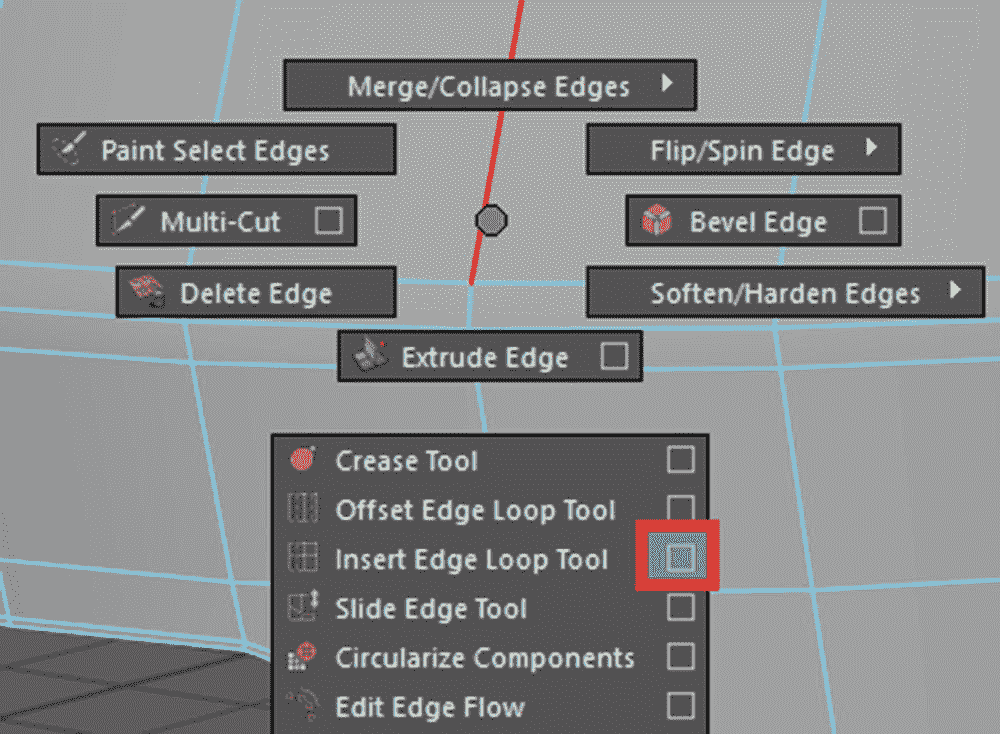 Merge/Collapse Edges
Paint Select Edges
Flip/Spin Edge
Multi-Cut
Bevel Edge
Delete Edge
Soften/Harden Edges
Extrude Edge
Crease Tool
Offset Edge Loop Tool
Insert Edge Loop Tool
Slide Edge Tool
Circularize Components
Edit Edge Flow